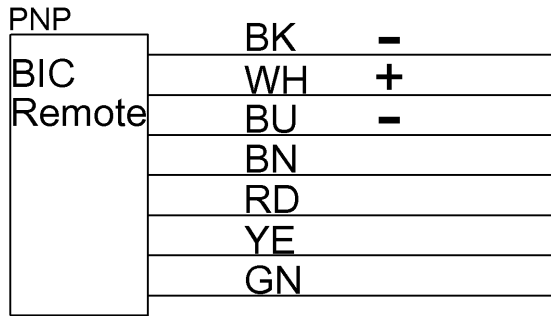 PNP
BIC
Remote
BK -
WH +
BU -
BN
RD
YE
GN